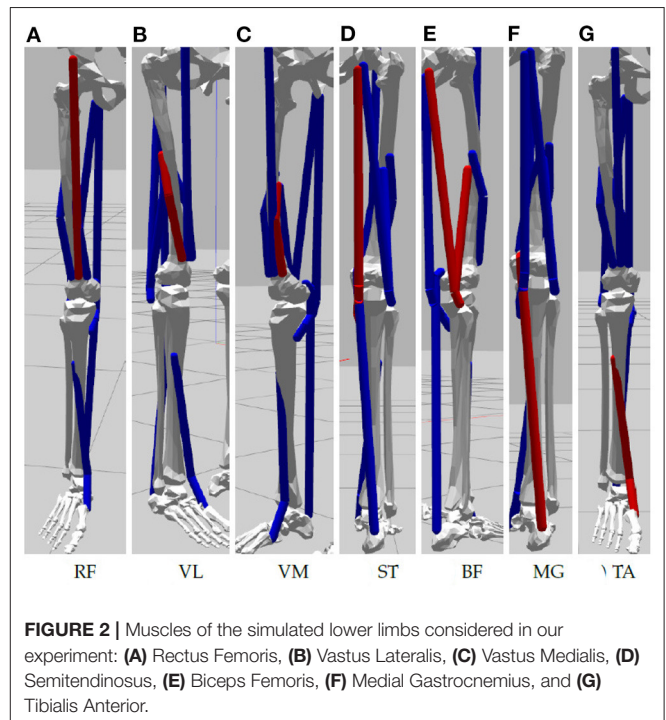 A B C D E F G
RF VL VM ST BF MG ) TA
FIGURE 2 | Muscles of the simulated lower limbs considered in our
experiment: (A) Rectus Femoris, (B) Vastus Lateralis, (C) Vastus Medialis, (D)
Semitendinosus, (E) Biceps Femoris, (F) Medial Gastrocnemius, and (G)
Tibialis Anterior.